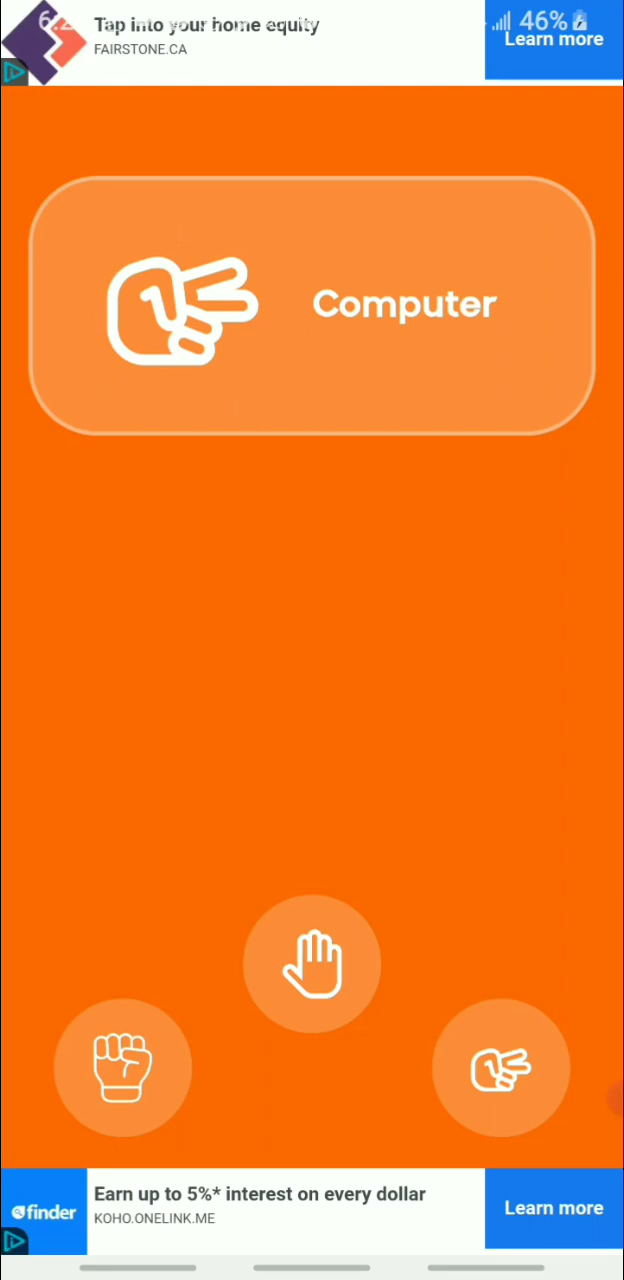 Tap into your home equity
46%
FAIRSTONE.CA
Learn more
Computer
Earn up to 5%* interest on every dollar
finder
KOHO.ONELINK.ME
Learn more